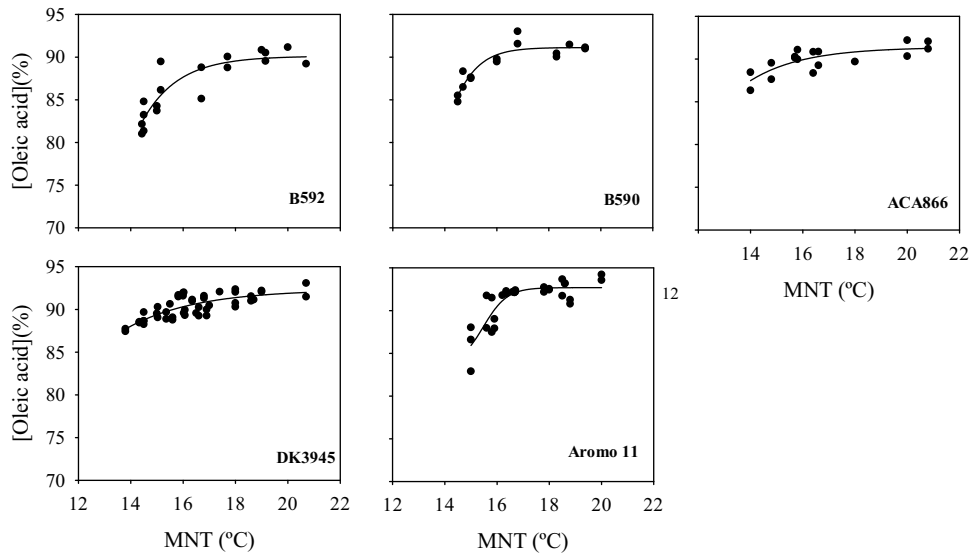 95
90
85
80
75
70
[Oleic acid](%)
B592
B590
ACA866
14 16 18 20 22
MNT (ºC)
12
95
90
85
80
75
70
[Oleic acid](%)
DK3945
Aromo 11
12 14 16 18 20 22
12 14 16 18 20 22
MNT (ºC)
MNT (ºC)